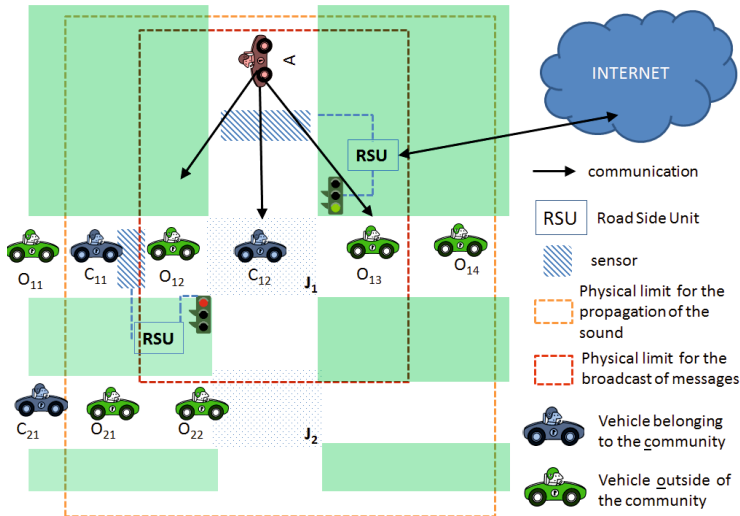 A
INTERNET
RSU
communication
RSU
Road Side Unit
sensor
O11
C11
O12
C12
J1
O13
O14
Physical limit for the
propagation of the
sound
RSU
Physical limit for the
broadcast of messages
C21
O21
O22
J2
Vehicle belonging
to the community
Vehicle outside of
the community